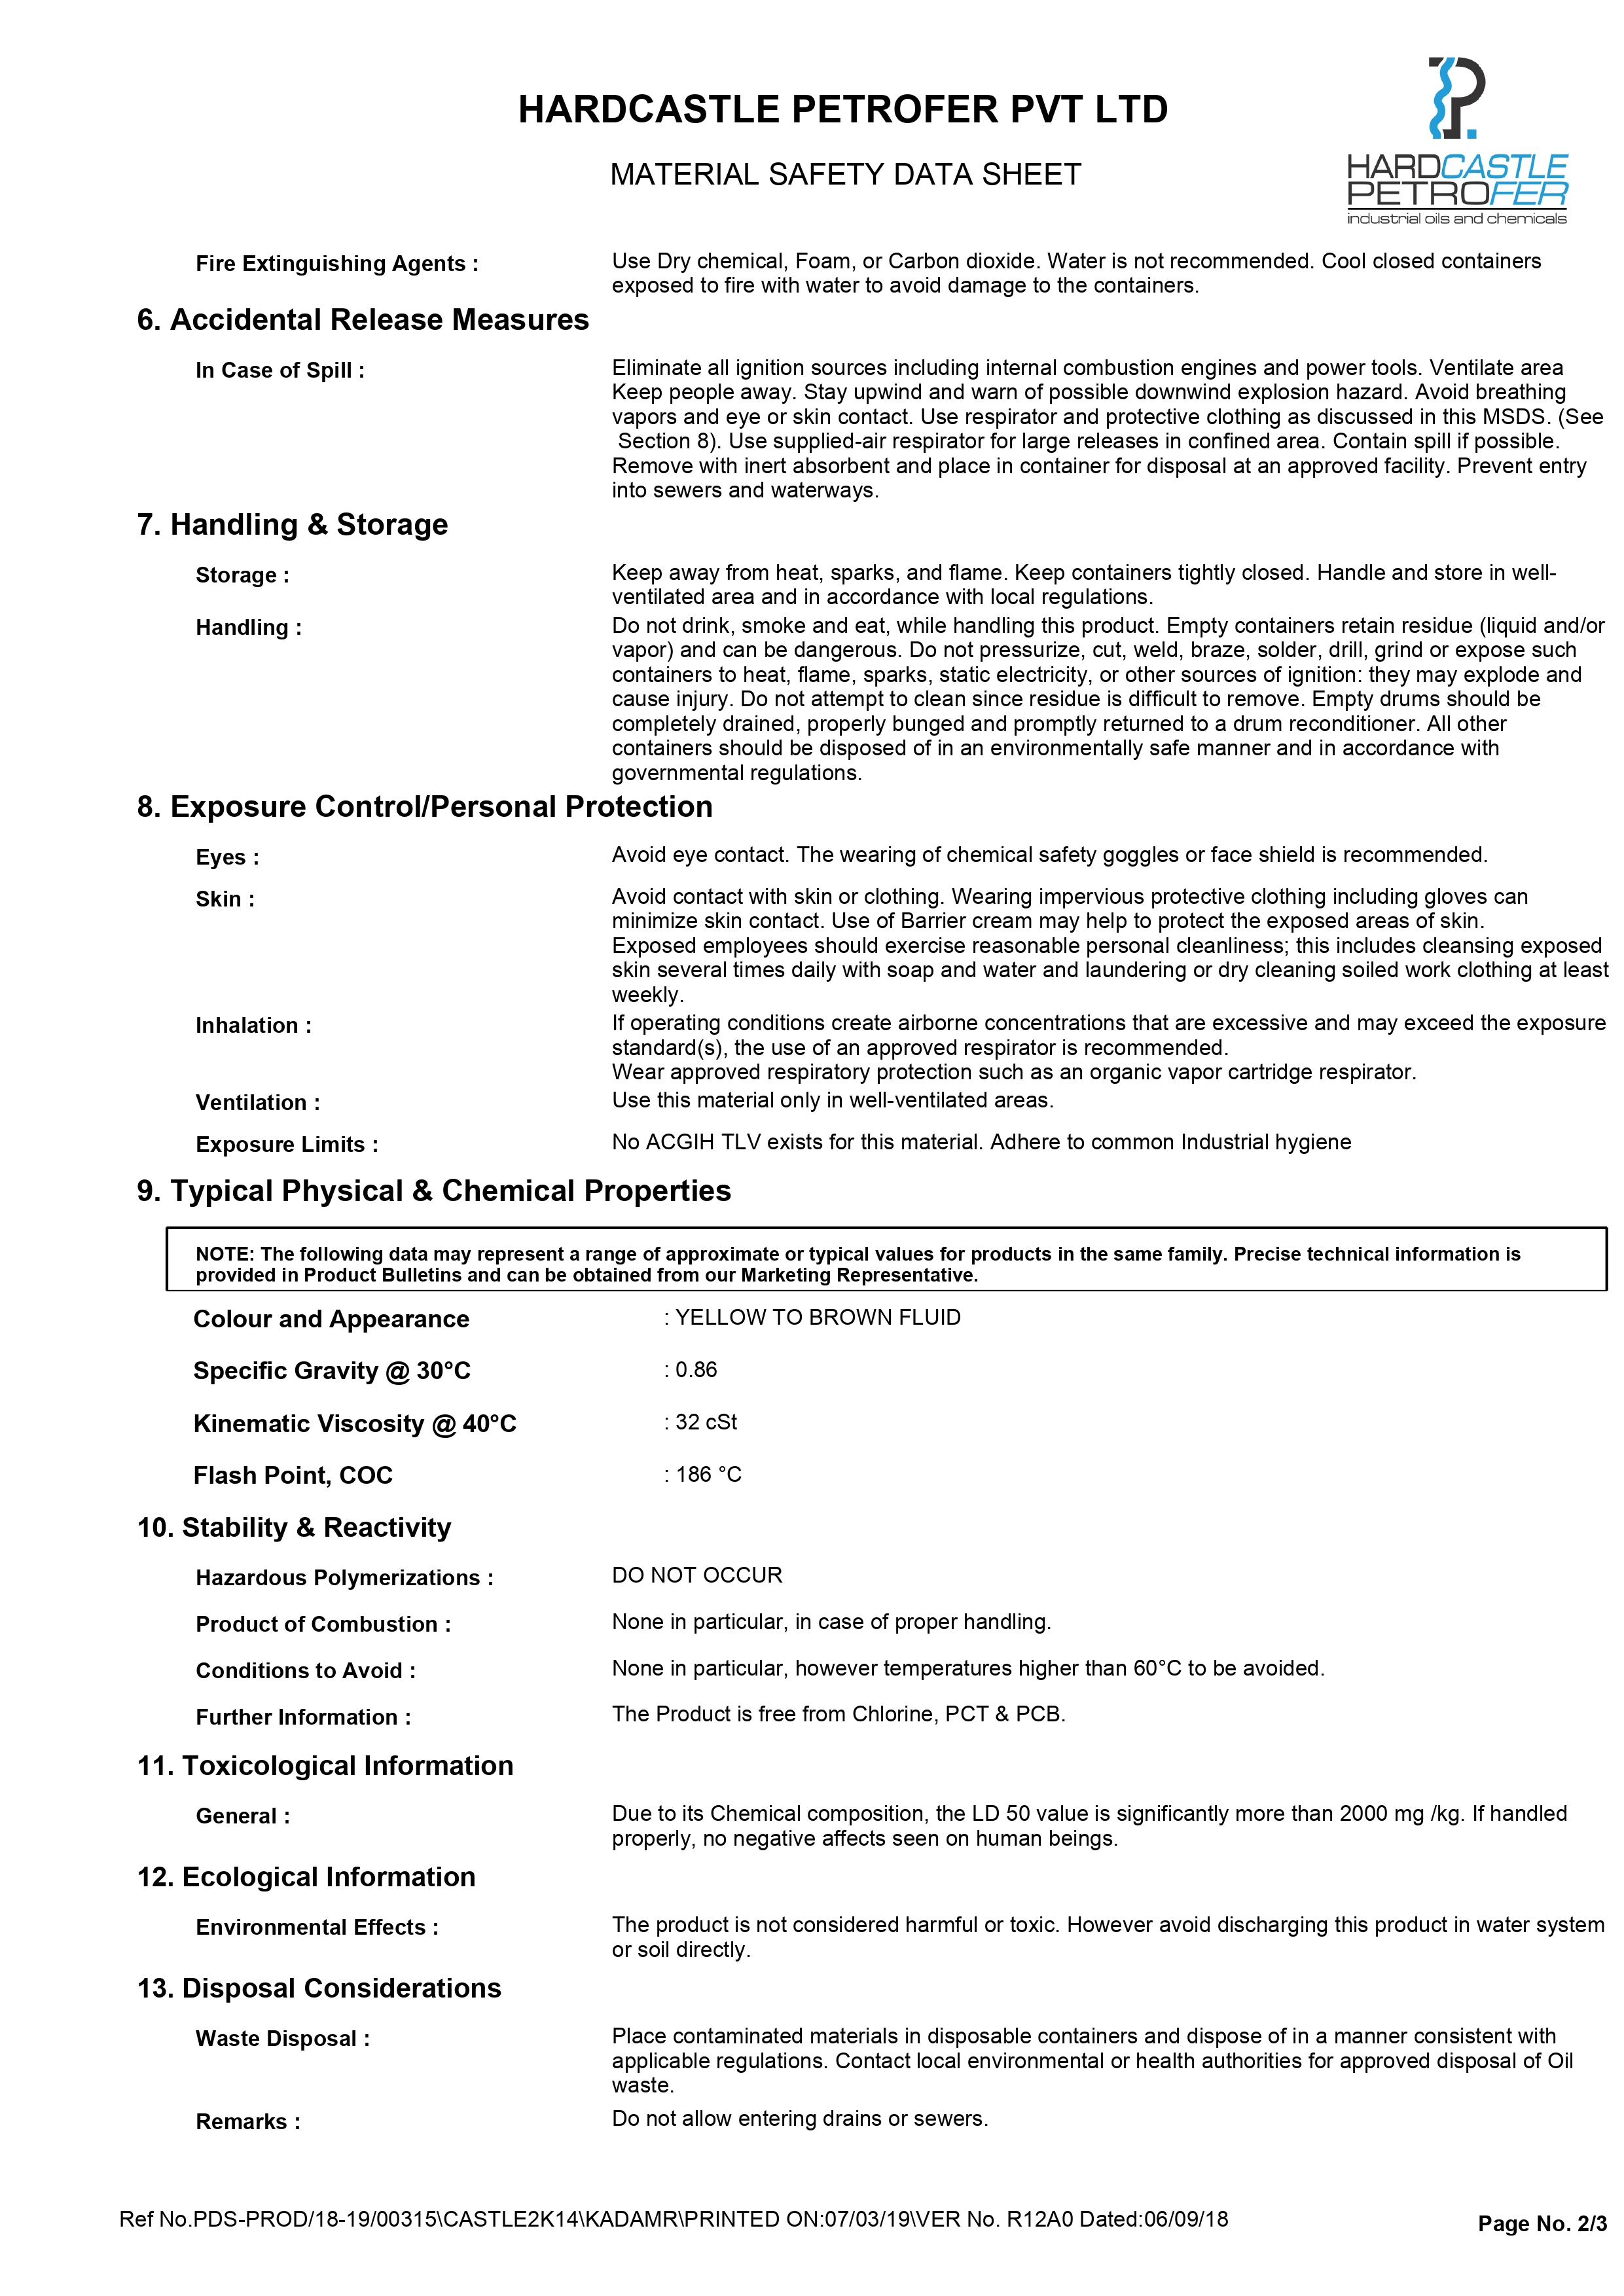 HARDCASTLE PETROFER PVT LTD
MATERIAL SAFETY DATA SHEET
HARDCASTLE
PETROFER
industrial oils and chemicals
Fire Extinguishing Agents : Use Dry chemical, Foam, or Carbon dioxide. Water is not recommended. Cool closed containers
exposed to fire with water to avoid damage to the containers.
6. Accidental Release Measures
In Case of Spill : Eliminate all ignition sources including internal combustion engines and power tools. Ventilate area
Keep people away. Stay upwind and warn of possible downwind explosion hazard. Avoid breathing
vapors and eye or skin contact. Use respirator and protective clothing as discussed in this MSDS. (See
Section 8). Use supplied-air respirator for large releases in confined area. Contain spill if possible.
Remove with inert absorbent and place in container for disposal at an approved facility. Prevent entry
into sewers and waterways.
7. Handling & Storage
Storage : Keep away from heat, sparks, and flame. Keep containers tightly closed. Handle and store in well-
ventilated area and in accordance with local regulations.
Handling : Do not drink, smoke and eat, while handling this product. Empty containers retain residue (liquid and/or
vapor) and can be dangerous. Do not pressurize, cut, weld, braze, solder, drill, grind or expose such
containers to heat, flame, sparks, static electricity, or other sources of ignition: they may explode and
cause injury. Do not attempt to clean since residue is difficult to remove. Empty drums should be
completely drained, properly bunged and promptly returned to a drum reconditioner. All other
containers should be disposed of in an environmentally safe manner and in accordance with
governmental regulations.
8. Exposure Control/Personal Protection
Eyes : Avoid eye contact. The wearing of chemical safety goggles or face shield is recommended.
Skin : Avoid contact with skin or clothing. Wearing impervious protective clothing including gloves can
minimize skin contact. Use of Barrier cream may help to protect the exposed areas of skin.
Exposed employees should exercise reasonable personal cleanliness; this includes cleansing exposed
skin several times daily with soap and water and laundering or dry cleaning soiled work clothing at least
weekly.
Inhalation : If operating conditions create airborne concentrations that are excessive and may exceed the exposure
standard(s), the use of an approved respirator is recommended.
Wear approved respiratory protection such as an organic vapor cartridge respirator.
Ventilation : Use this material only in well-ventilated areas.
Exposure Limits : No ACGIH TLV exists for this material. Adhere to common Industrial hygiene
9. Typical Physical & Chemical Properties
NOTE: The following data may represent a range of approximate or typical values for products in the same family. Precise technical information is
provided in Product Bulletins and can be obtained from our Marketing Representative.
Colour and Appearance : YELLOW TO BROWN FLUID
Specific Gravity @ 30°C : 0.86
Kinematic Viscosity @ 40°C : 32 cSt
Flash Point, COC : 186 °C
10. Stability & Reactivity
Hazardous Polymerizations : DO NOT OCCUR
Product of Combustion : None in particular, in case of proper handling.
Conditions to Avoid : None in particular, however temperatures higher than 60°C to be avoided.
Further Information : The Product is free from Chlorine, PCT & PCB.
11. Toxicological Information
General : Due to its Chemical composition, the LD 50 value is significantly more than 2000 mg /kg. If handled
properly, no negative affects seen on human beings.
12. Ecological Information
Environmental Effects : The product is not considered harmful or toxic. However avoid discharging this product in water system
or soil directly.
13. Disposal Considerations
Waste Disposal : Place contaminated materials in disposable containers and dispose of in a manner consistent with
applicable regulations. Contact local environmental or health authorities for approved disposal of Oil
waste.
Remarks : Do not allow entering drains or sewers.
Ref No.PDS-PROD/18-19/00315\CASTLE2K14\KADAMR\PRINTED ON:07/03/19\VER No. R12A0 Dated:06/09/18
Page No. 2/3